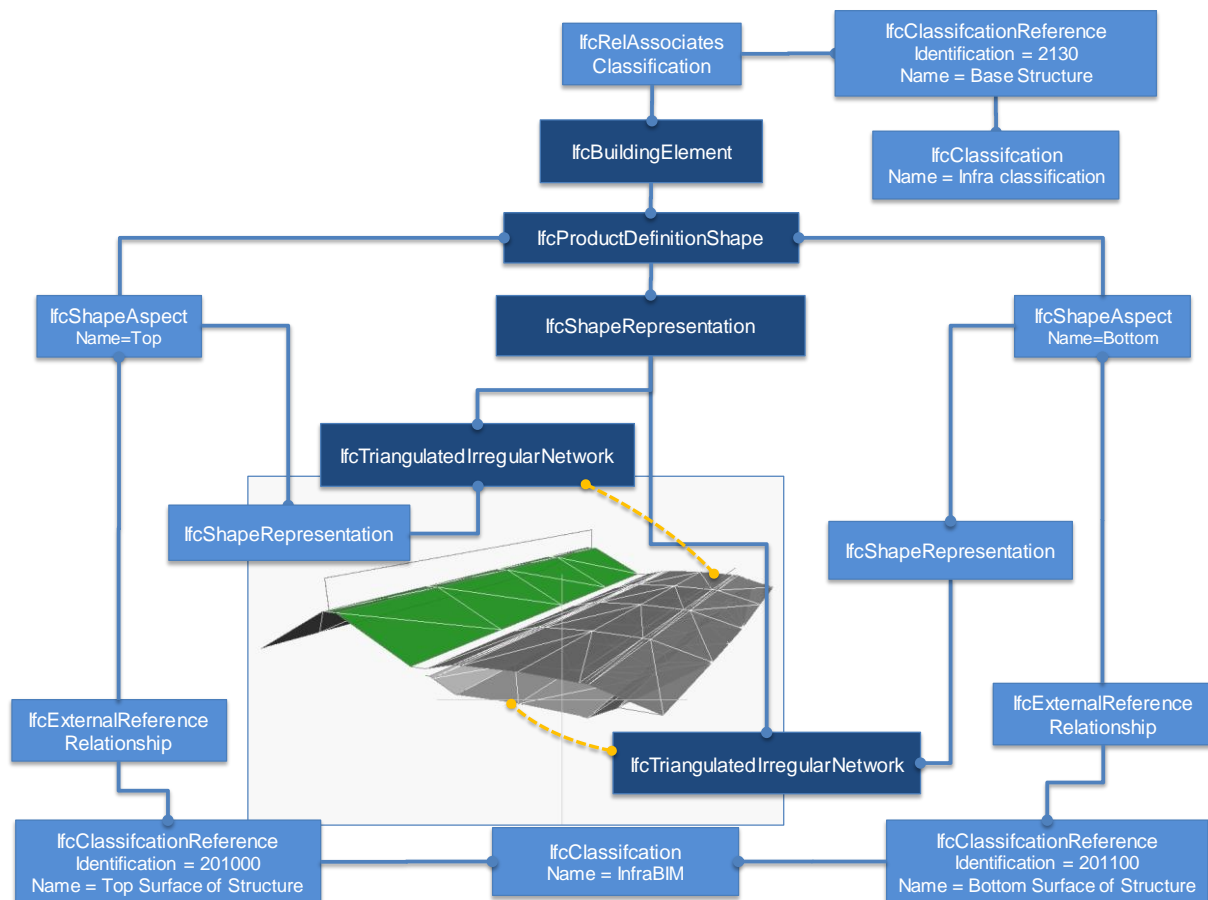 IfcRelAssociates
Classification
IfcClassifcationReference
Identification = 2130
Name = Base Structure
IfcBuildingElement
IfcClassifcation
Name = Infra classification
IfcProductDefinitionShape
IfcShapeAspect
Name=Top
IfcShapeRepresentation
IfcShapeAspect
Name=Bottom
IfcTriangulatedIrregularNetwork
IfcShapeRepresentation
IfcShapeRepresentation
IfcExternalReference
Relationship
IfcExternalReference
Relationship
IfcTriangulatedIrregularNetwork
IfcClassifcationReference
Identification = 201000
Name = Top Surface of Structure
IfcClassifcation
Name = InfraBIM
IfcClassifcationReference
Identification = 201100
Name = Bottom Surface of Structure